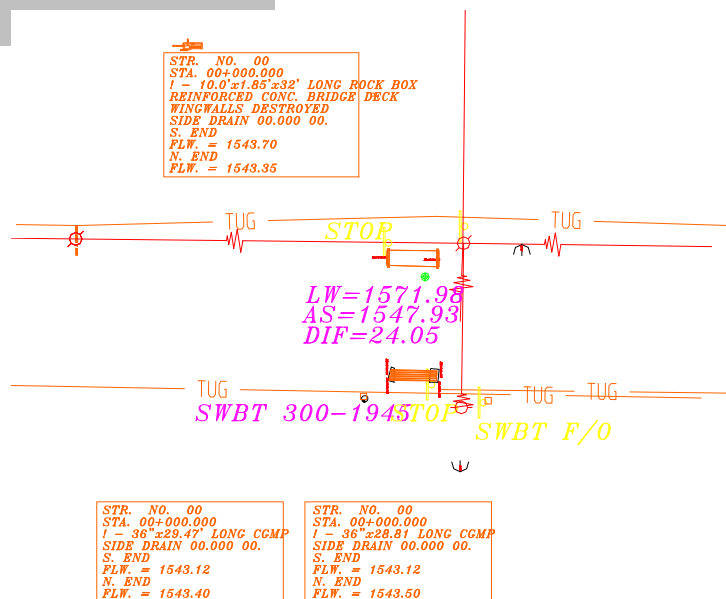 STR. NO. 00
STA. 00+000.000
! - 10.0'x1.85'x32' LONG ROCK BOX
REINFORCED CONC. BRIDGE DECK
WINGWALLS DESTROYED
SIDE DRAIN 00.000 00.
S. END
FLW. = 1543.70
N. END
FLW. = 1543.35
TUG
TUG
STOP
LW=1571.98
AS=1547.93
DIF=24.05
TUG
TUG
TUG
SWBT 300-1945
STOP
SWBT F/O
STR. NO. 00
STA. 00+000.000
! - 36"x29.47' LONG CGMP
SIDE DRAIN 00.000 00.
S. END
FLW. = 1543.12
N. END
FLW. = 1543.40
STR. NO. 00
STA. 00+000.000
! - 36"x28.81 LONG CGMP
SIDE DRAIN 00.000 00.
S. END
FLW. = 1543.12
N. END
FLW. = 1543.50